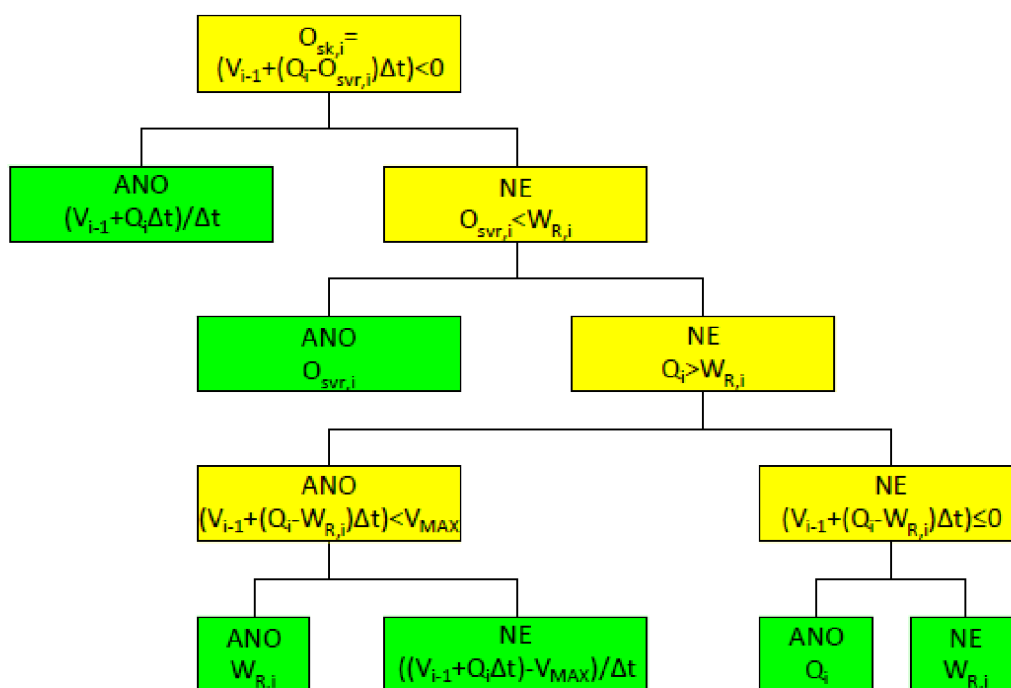 O_sk,i=
(V_i-1+(Q_i-O_svr,i)Δt)<0
ANO
(V_i-1+Q_iΔt)/Δt
NE
O_svr,i<W_R,i
ANO
O_svr,i
NE
Q_i>W_R,i
ANO
(V_i-1+(Q_i-W_R,i)Δt)<V_MAX
NE
(V_i-1+(Q_i-W_R,i)Δt)≤0
ANO
W_R,i
NE
((V_i-1+Q_iΔt)-V_MAX)/Δt
ANO
Q_i
NE
W_R,i